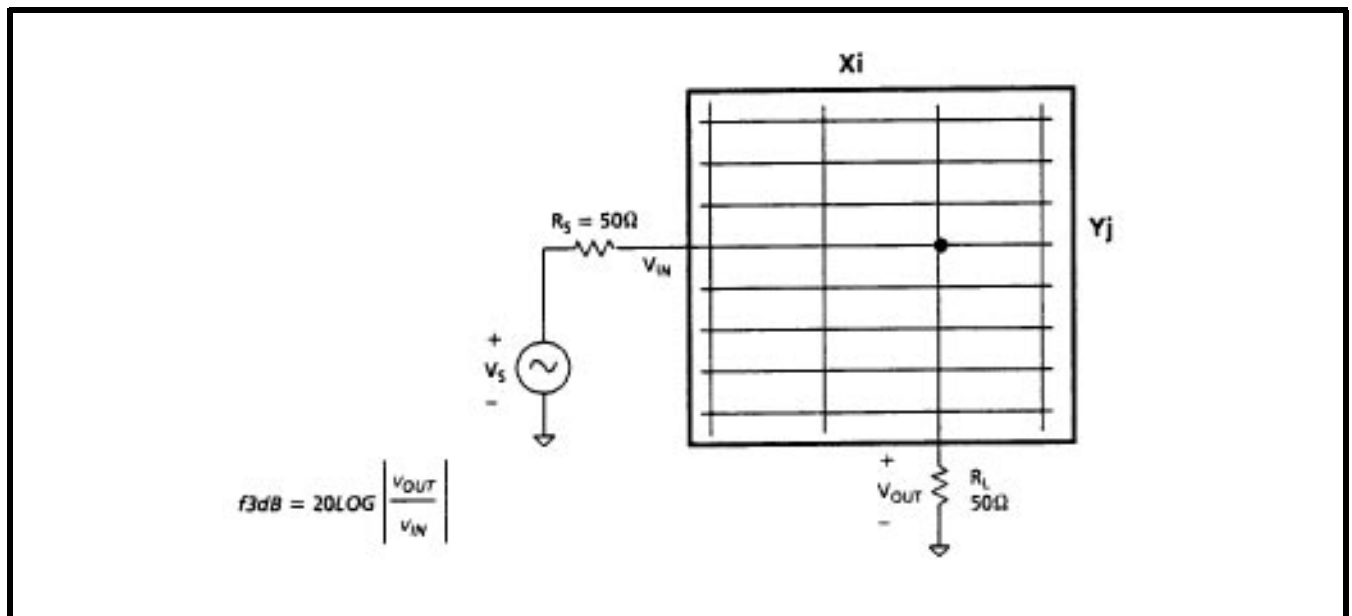 Xi
Yj
R_S = 50Ω
V_IN
+
V_S
−
f3dB = 20LOG |V_OUT / V_IN|
+
V_OUT
−
R_L
50Ω